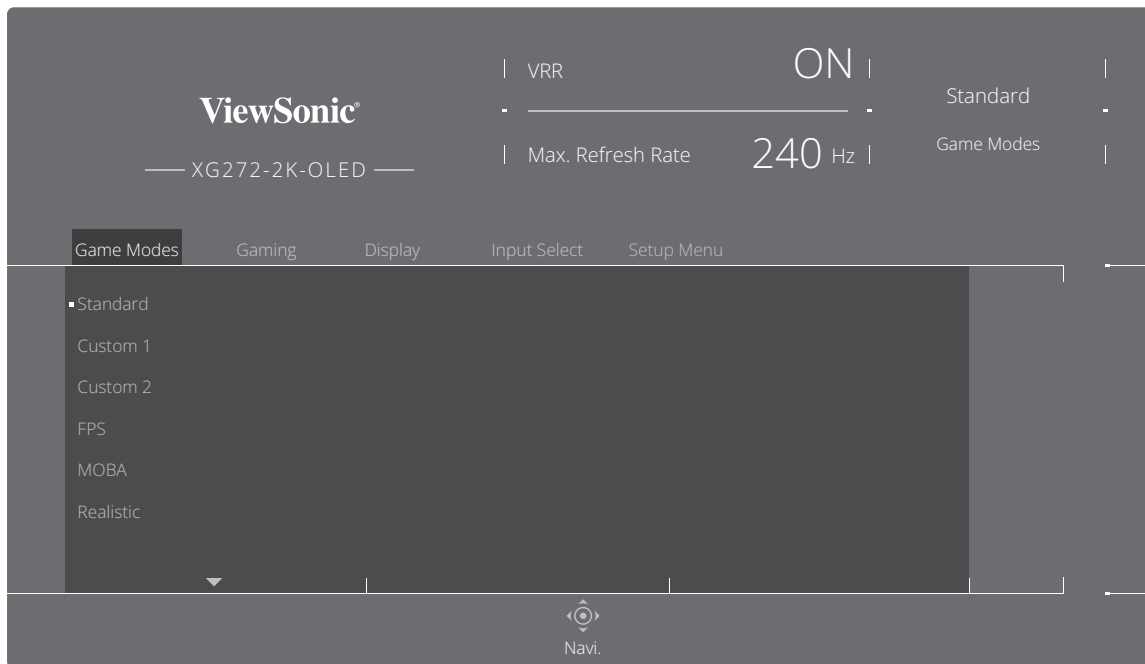 ViewSonic®
XG272-2K-OLED
VRR ON
Max. Refresh Rate 240 Hz
Standard
Game Modes
Game Modes Gaming Display Input Select Setup Menu
Standard
Custom 1
Custom 2
FPS
MOBA
Realistic
Navi.